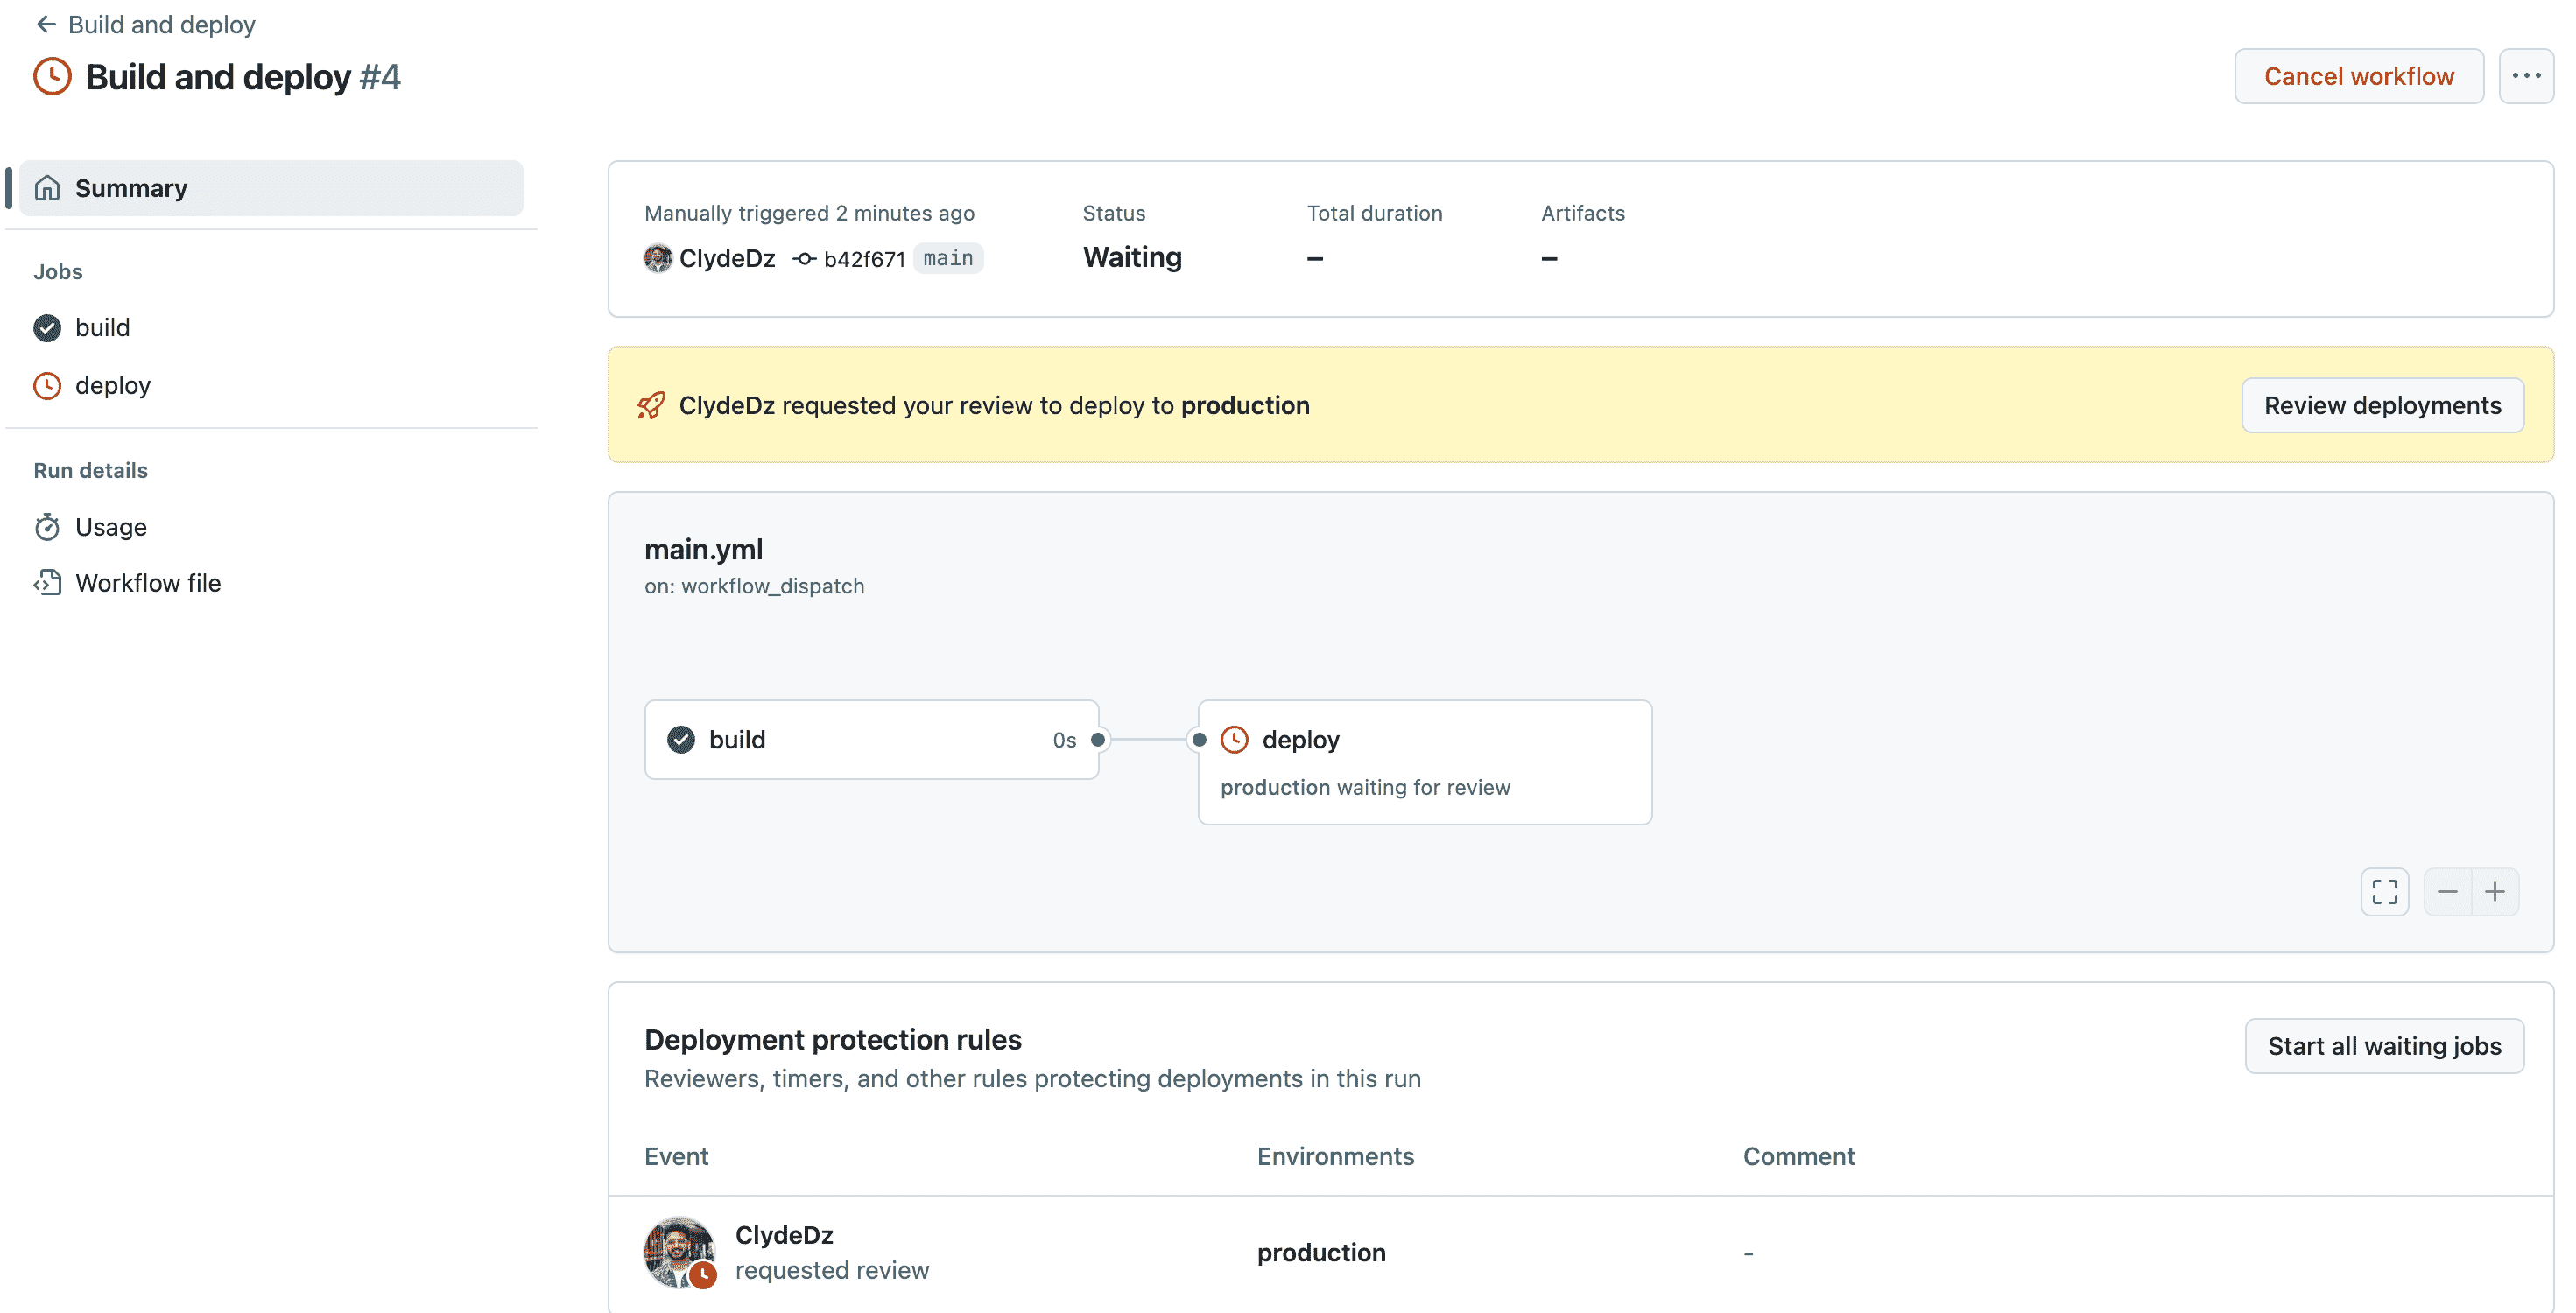 Build and deploy
Build and deploy #4
Cancel workflow
Summary
Jobs
build
deploy
Run details
Usage
Workflow file
Manually triggered 2 minutes ago
ClydeDz b42f671 main
Status
Waiting
Total duration
–
Artifacts
–
ClydeDz requested your review to deploy to production
Review deployments
main.yml
on: workflow_dispatch
build 0s
deploy
production waiting for review
Deployment protection rules
Reviewers, timers, and other rules protecting deployments in this run
Start all waiting jobs
Event Environments Comment
ClydeDz
requested review
production
-